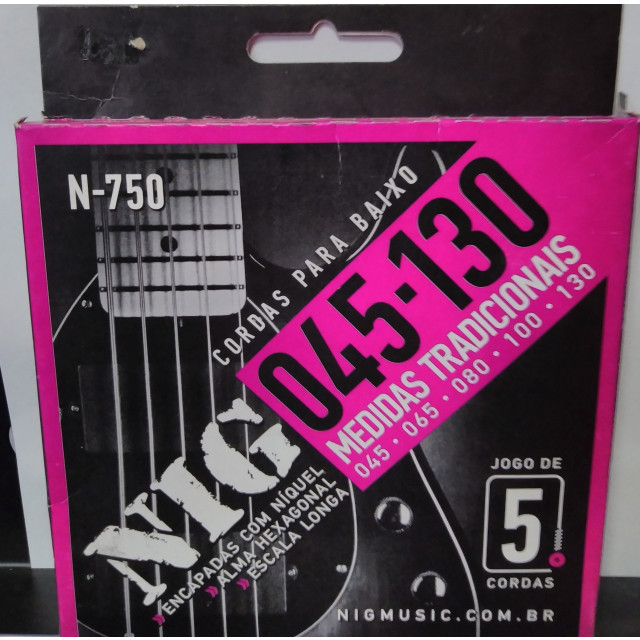 N-750
CORDAS PARA BAIXO
045-130
MEDIDAS TRADICIONAIS
045 · 065 · 080 · 100 · 130
NIG
»ENCAPADAS COM NÍQUEL
»ALMA HEXAGONAL
»ESCALA LONGA
JOGO DE
5
CORDAS
NIGMUSIC.COM.BR